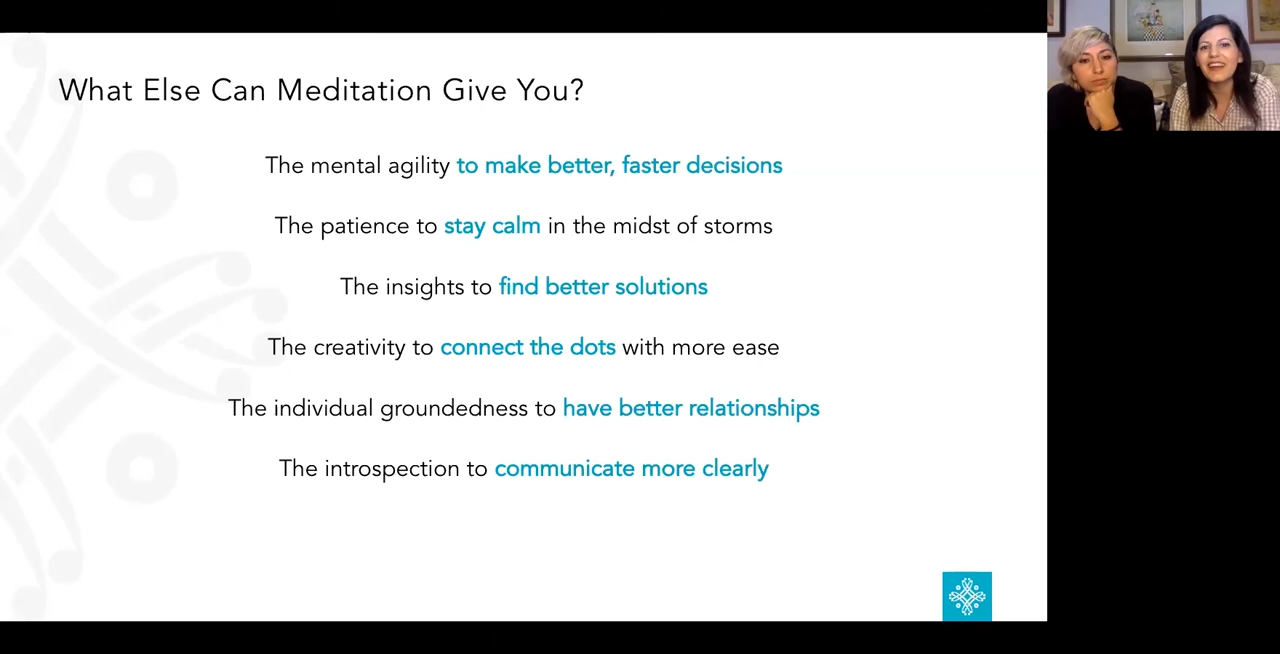 What Else Can Meditation Give You?
The mental agility to make better, faster decisions
The patience to stay calm in the midst of storms
The insights to find better solutions
The creativity to connect the dots with more ease
The individual groundedness to have better relationships
The introspection to communicate more clearly